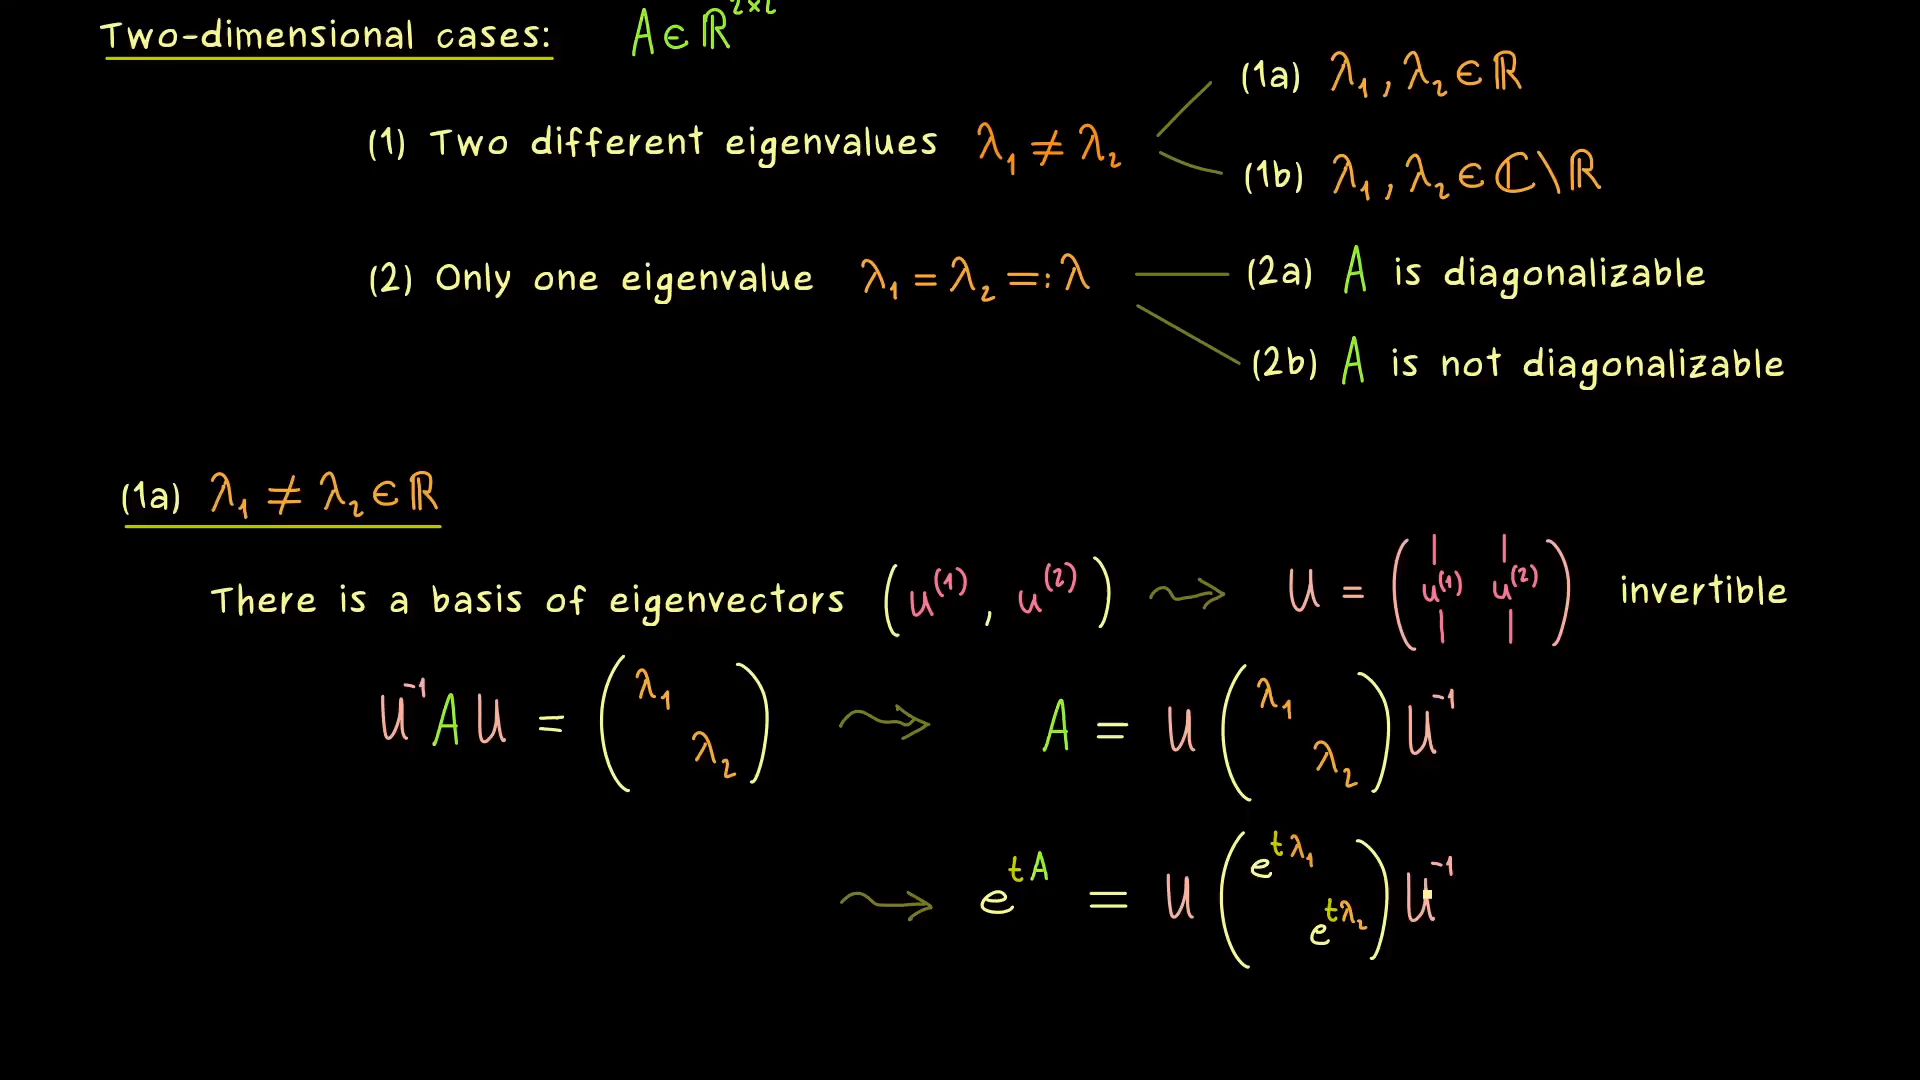 Two-dimensional cases: A ∈ ℝ^{2×2}
(1) Two different eigenvalues λ₁ ≠ λ₂
(1a) λ₁ , λ₂ ∈ ℝ
(1b) λ₁ , λ₂ ∈ ℂ\ℝ
(2) Only one eigenvalue λ₁ = λ₂ =: λ
(2a) A is diagonalizable
(2b) A is not diagonalizable
(1a) λ₁ ≠ λ₂ ∈ ℝ
There is a basis of eigenvectors (u^{(1)} , u^{(2)}) ⇝ U = (u^{(1)} u^{(2)}) invertible
U^{-1} A U = (λ₁ λ₂) ⇝ A = U (λ₁ λ₂) U^{-1}
⇝ e^{tA} = U (e^{tλ₁} e^{tλ₂}) U^{-1}